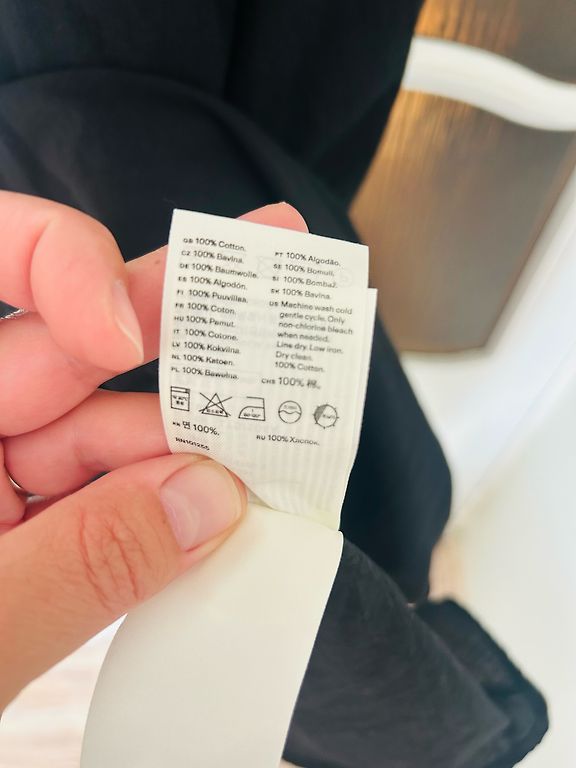 GB 100% Cotton.
CZ 100% Bavlna.
DE 100% Baumwolle.
ES 100% Algodón.
FI 100% Puuvillaa.
FR 100% Coton.
HU 100% Pamut.
IT 100% Cotone.
LV 100% Kokvilna.
NL 100% Katoen.
PL 100% Bawełna.
PT 100% Algodão.
SE 100% Bomull.
SI 100% Bombaž.
SK 100% Bavlna.
US Machine wash cold
gentle cycle. Only
non-chlorine bleach
when needed.
Line dry. Low iron.
Dry clean.
100% Cotton.
CHS 100% 棉.
KR 면 100%.
RU 100% Хлопок.
RN101255